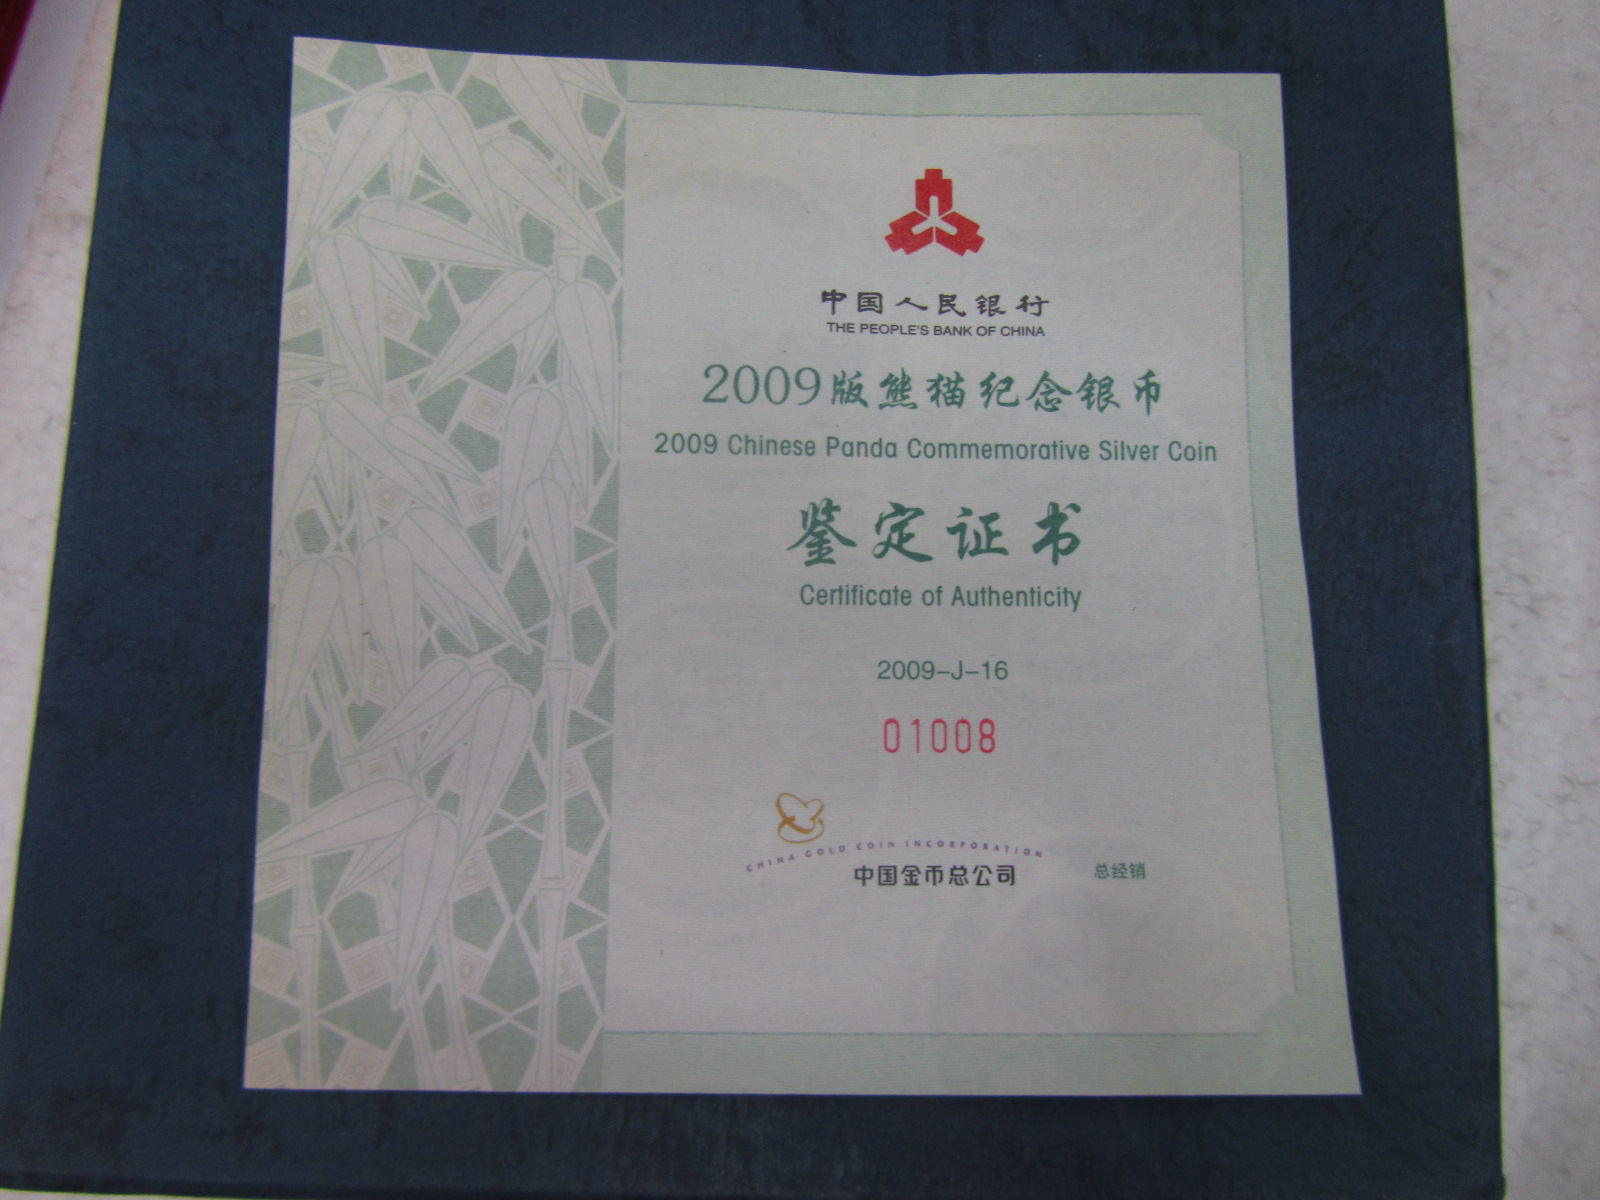 中国人民银行
THE PEOPLE'S BANK OF CHINA
2009版熊猫纪念银币
2009 Chinese Panda Commemorative Silver Coin
鉴定证书
Certificate of Authenticity
2009-J-16
01008
CHINA GOLD COIN INCORPORATION
中国金币总公司 总经销